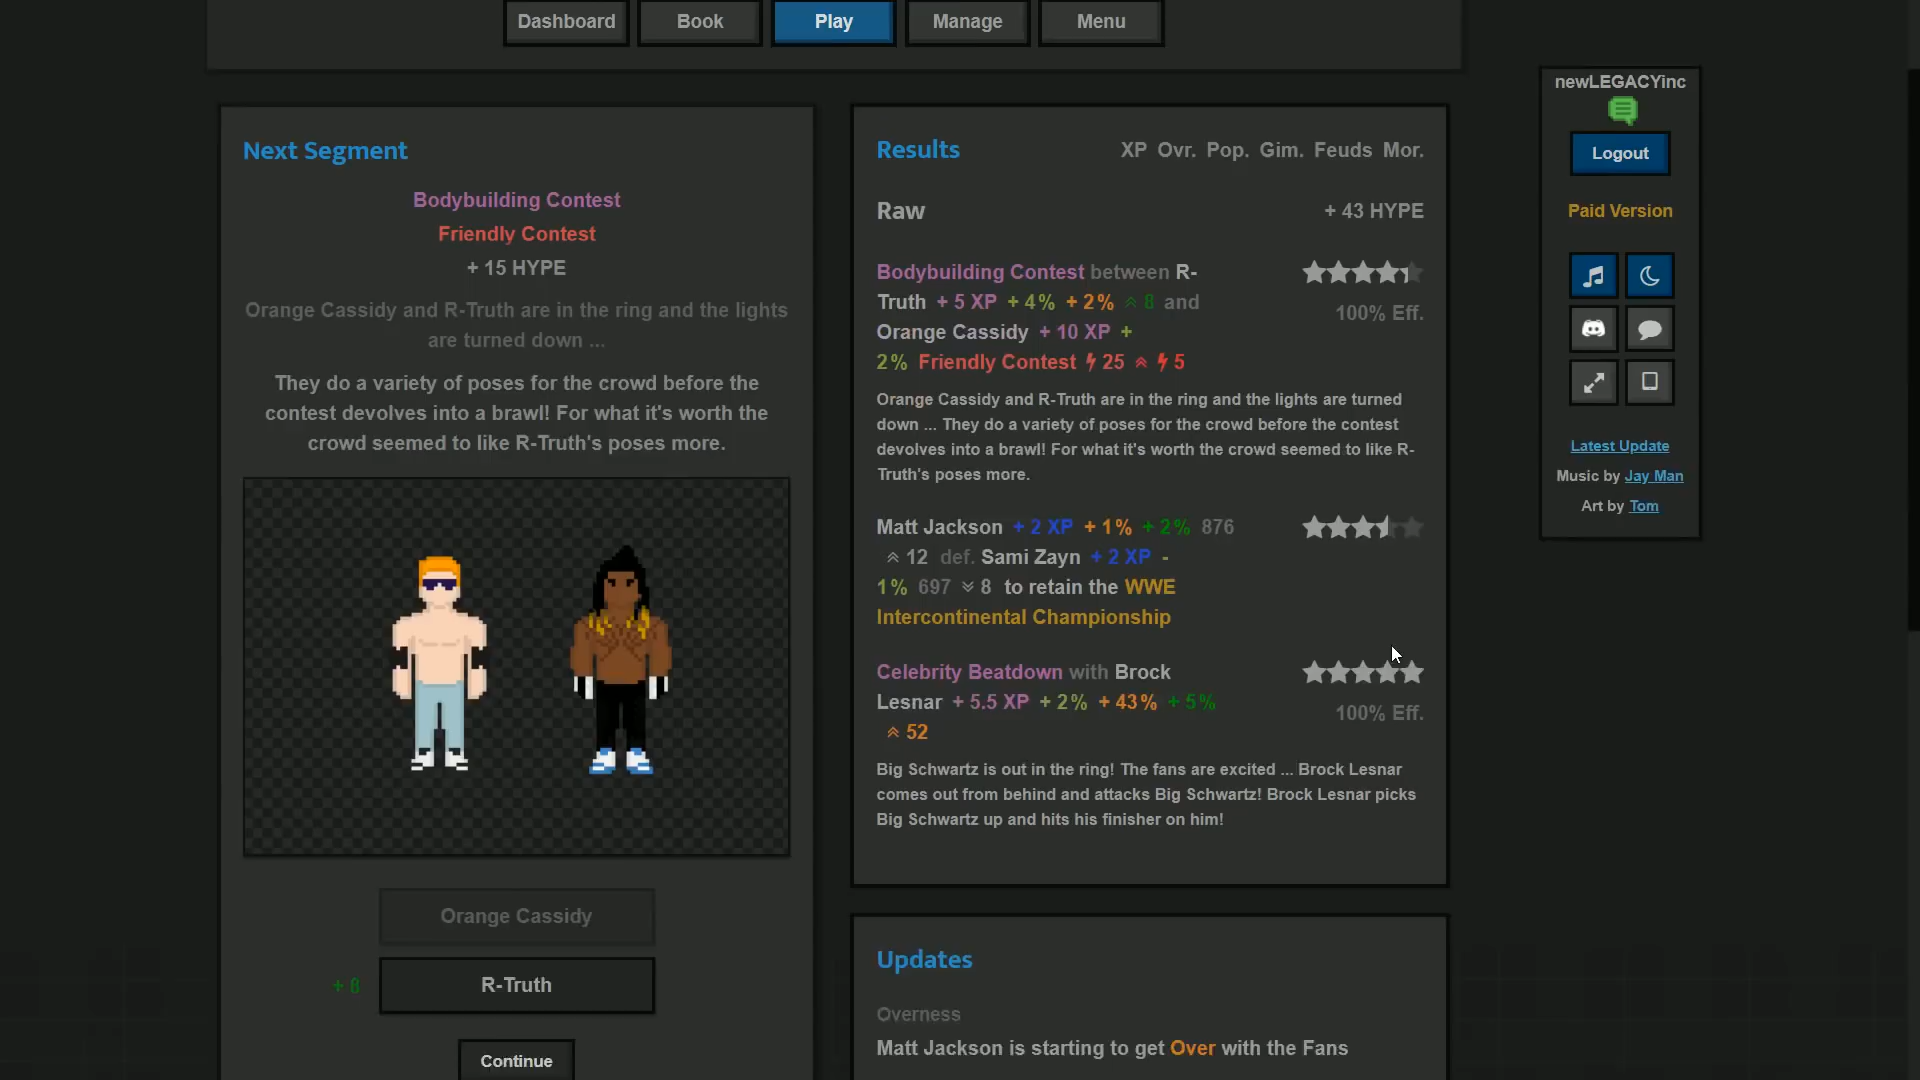 Dashboard
Book
Play
Manage
Menu
Next Segment
Bodybuilding Contest
Friendly Contest
+ 15 HYPE
Orange Cassidy and R-Truth are in the ring and the lights
are turned down ...
They do a variety of poses for the crowd before the
contest devolves into a brawl! For what it's worth the
crowd seemed to like R-Truth's poses more.
Orange Cassidy
+ 8 R-Truth
Continue
Results XP Ovr. Pop. Gim. Feuds Mor.
Raw + 43 HYPE
Bodybuilding Contest between R-
Truth + 5 XP + 4% + 2% 8 and
100% Eff.
Orange Cassidy + 10 XP +
2% Friendly Contest 25 5
Orange Cassidy and R-Truth are in the ring and the lights are turned
down ... They do a variety of poses for the crowd before the contest
devolves into a brawl! For what it's worth the crowd seemed to like R-
Truth's poses more.
Matt Jackson + 2 XP + 1% + 2% 876
12 def. Sami Zayn + 2 XP -
1% 697 8 to retain the WWE
Intercontinental Championship
Celebrity Beatdown with Brock
Lesnar + 5.5 XP + 2% + 43% + 5%
100% Eff.
52
Big Schwartz is out in the ring! The fans are excited ... Brock Lesnar
comes out from behind and attacks Big Schwartz! Brock Lesnar picks
Big Schwartz up and hits his finisher on him!
Updates
Overness
Matt Jackson is starting to get Over with the Fans
newLEGACYinc
Logout
Paid Version
Latest Update
Music by Jay Man
Art by Tom